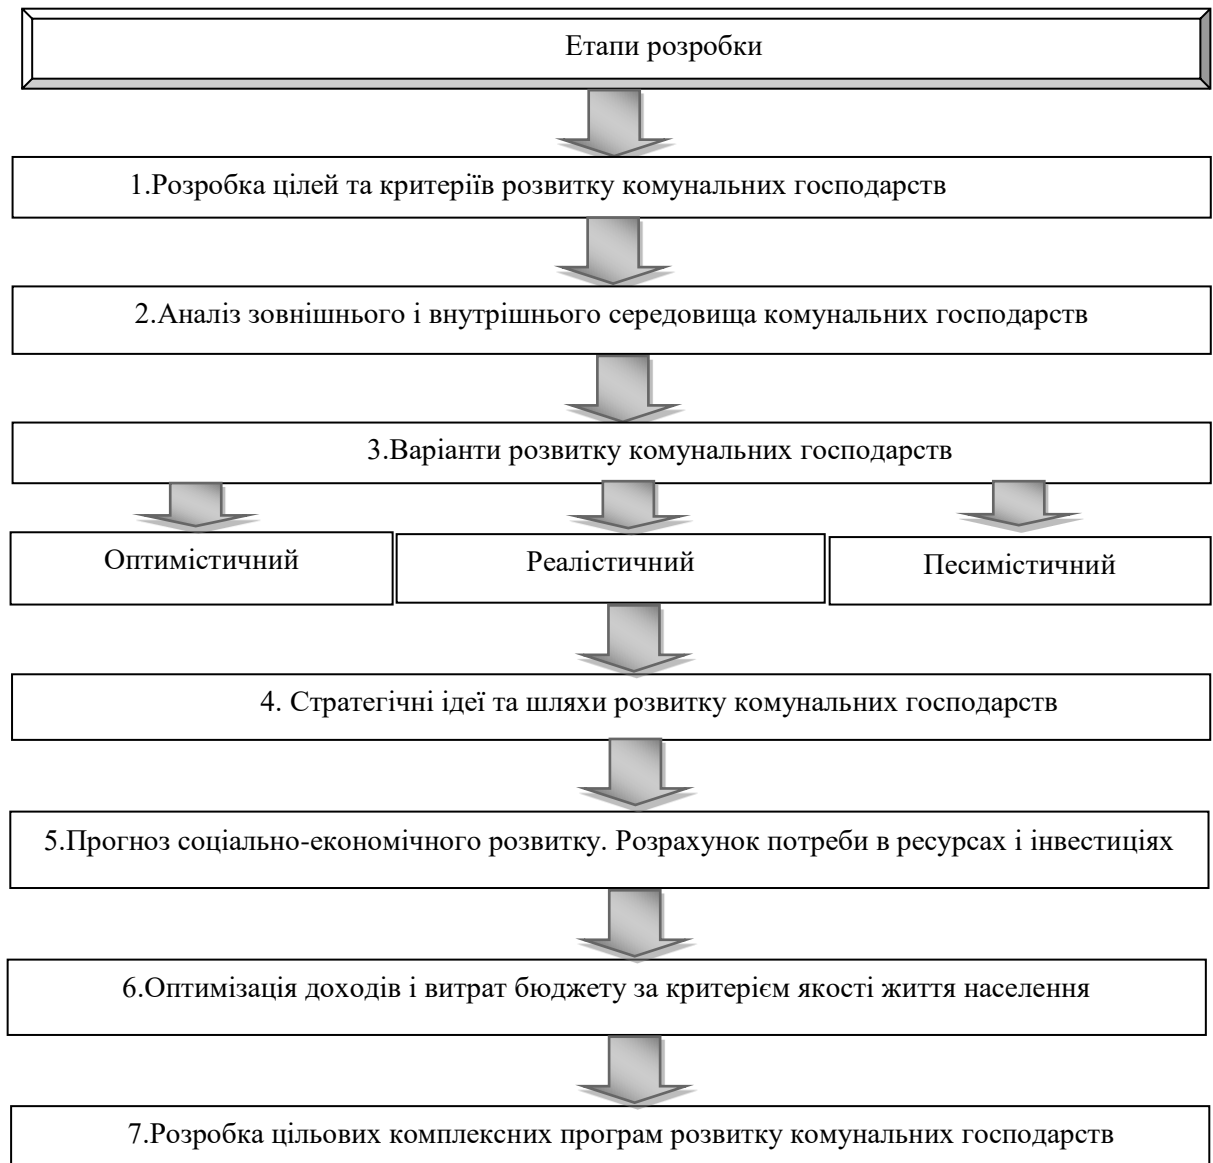 Етапи розробки
1.Розробка цілей та критеріїв розвитку комунальних господарств
2.Аналіз зовнішнього і внутрішнього середовища комунальних господарств
3.Варіанти розвитку комунальних господарств
Оптимістичний
Реалістичний
Песимістичний
4. Стратегічні ідеї та шляхи розвитку комунальних господарств
5.Прогноз соціально-економічного розвитку. Розрахунок потреби в ресурсах і інвестиціях
6.Оптимізація доходів і витрат бюджету за критерієм якості життя населення
7.Розробка цільових комплексних програм розвитку комунальних господарств